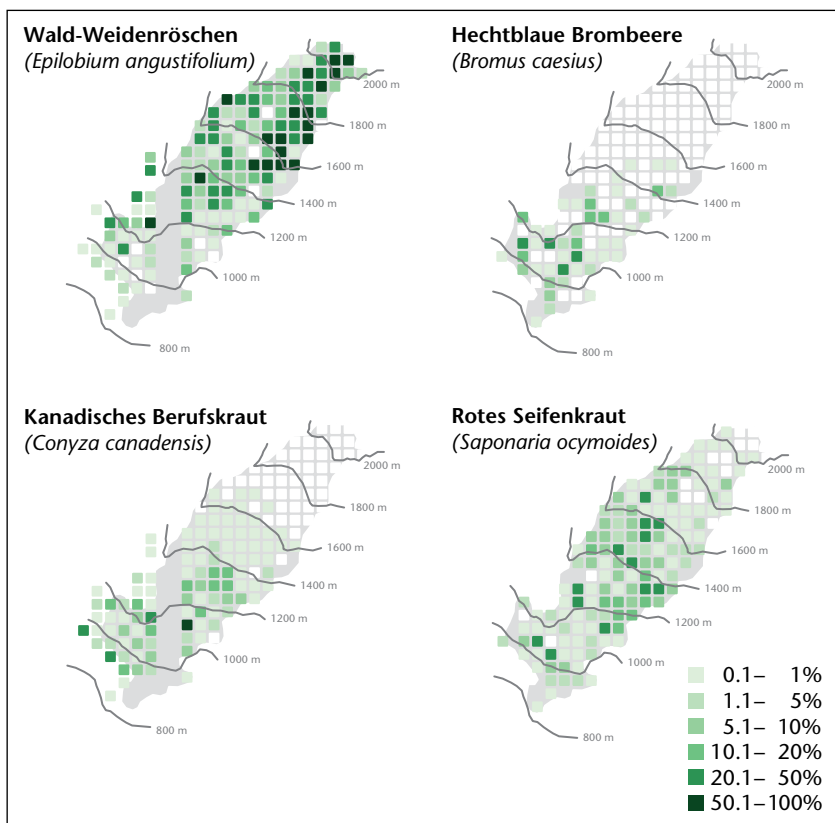 Wald-Weidenröschen
(Epilobium angustifolium)
2000 m
1800 m
1600 m
1400 m
1200 m
1000 m
800 m
Hechtblaue Brombeere
(Bromus caesius)
2000 m
1800 m
1600 m
1400 m
1200 m
1000 m
800 m
Kanadisches Berufskraut
(Conyza canadensis)
2000 m
1800 m
1600 m
1400 m
1200 m
1000 m
800 m
Rotes Seifenkraut
(Saponaria ocymoides)
2000 m
1800 m
1600 m
1400 m
1200 m
1000 m
800 m
0.1– 1%
1.1– 5%
5.1– 10%
10.1– 20%
20.1– 50%
50.1–100%